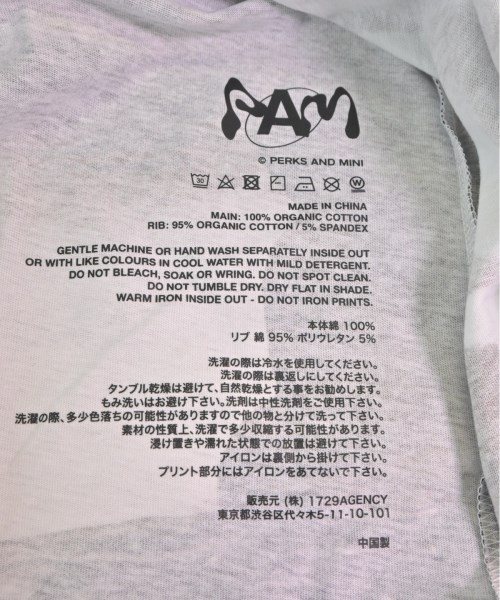 PAM
© PERKS AND MINI
30 W
MADE IN CHINA
MAIN: 100% ORGANIC COTTON
RIB: 95% ORGANIC COTTON / 5% SPANDEX
GENTLE MACHINE OR HAND WASH SEPARATELY INSIDE OUT
OR WITH LIKE COLOURS IN COOL WATER WITH MILD DETERGENT.
DO NOT BLEACH, SOAK OR WRING. DO NOT SPOT CLEAN.
DO NOT TUMBLE DRY. DRY FLAT IN SHADE.
WARM IRON INSIDE OUT - DO NOT IRON PRINTS.
本体綿 100%
リブ 綿 95% ポリウレタン 5%
洗濯の際は冷水を使用してください。
洗濯の際は裏返しにしてください。
タンブル乾燥は避けて、自然乾燥とする事をお勧めします。
もみ洗いはお避け下さい。洗剤は中性洗剤をご使用下さい。
洗濯の際、多少色落ちの可能性がありますので他の物と分けて洗って下さい。
素材の性質上、洗濯で多少収縮する可能性があります。
浸け置きや濡れた状態での放置は避けて下さい。
アイロンは裏側から掛けて下さい。
プリント部分にはアイロンをあてないで下さい。
販売元 (株) 1729AGENCY
東京都渋谷区代々木5-11-10-101
中国製